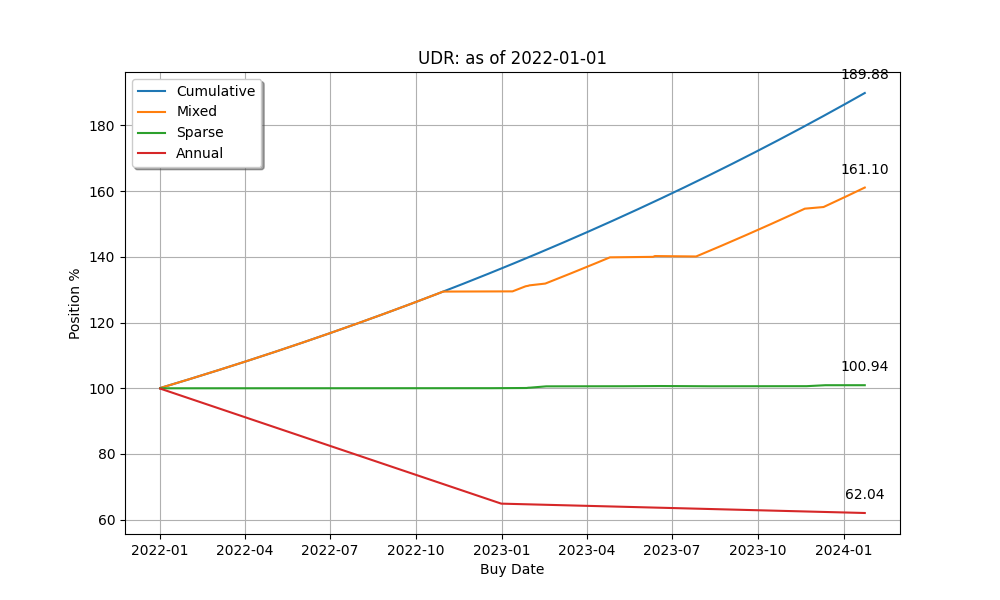 UDR: as of 2022-01-01
Cumulative
Mixed
Sparse
Annual
189.88
161.10
100.94
62.04
Position %
180
160
140
120
100
80
60
2022-01 2022-04 2022-07 2022-10 2023-01 2023-04 2023-07 2023-10 2024-01
Buy Date